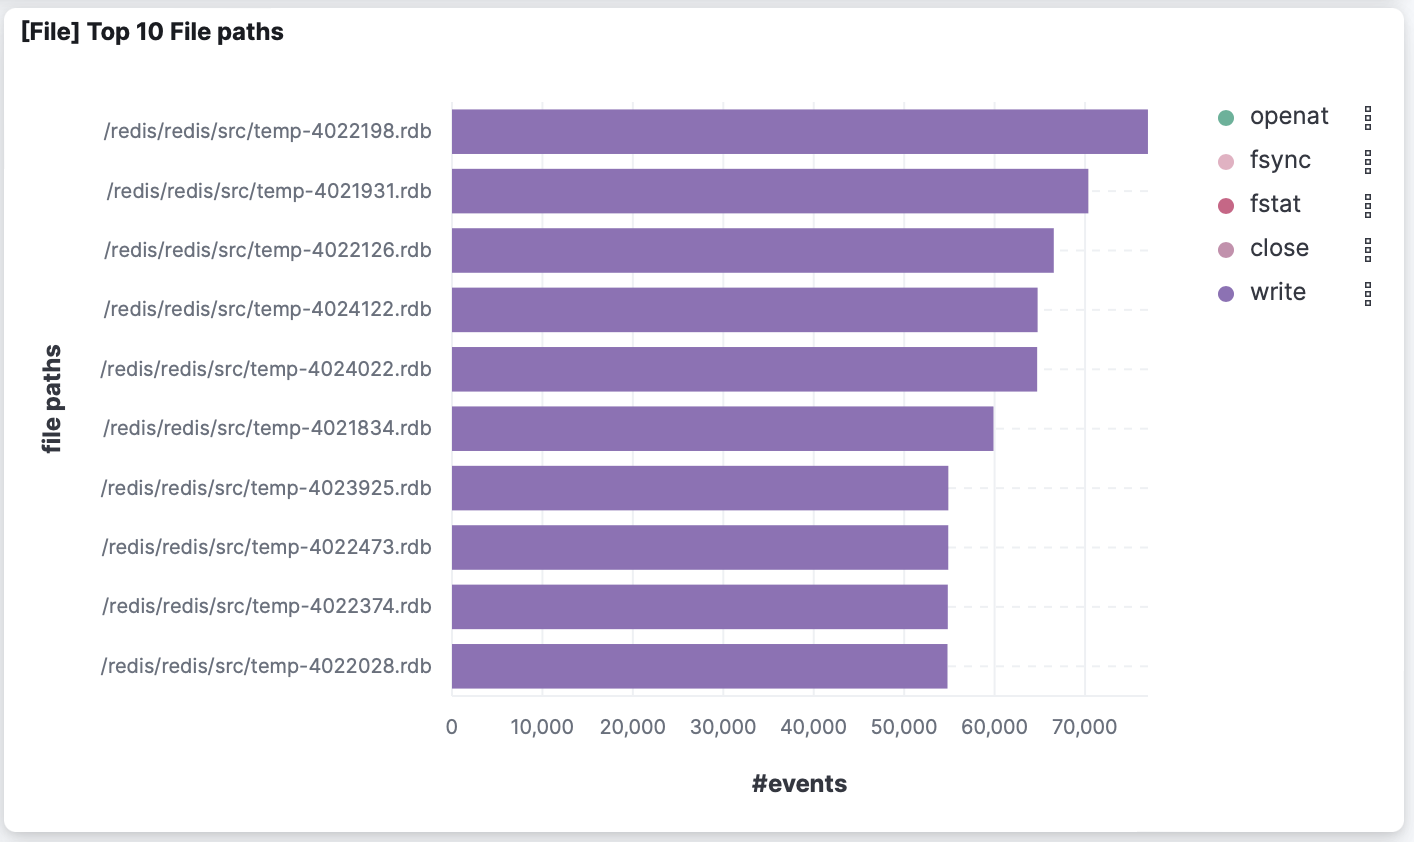 [File] Top 10 File paths
/redis/redis/src/temp-4022198.rdb
/redis/redis/src/temp-4021931.rdb
/redis/redis/src/temp-4022126.rdb
/redis/redis/src/temp-4024122.rdb
/redis/redis/src/temp-4024022.rdb
/redis/redis/src/temp-4021834.rdb
/redis/redis/src/temp-4023925.rdb
/redis/redis/src/temp-4022473.rdb
/redis/redis/src/temp-4022374.rdb
/redis/redis/src/temp-4022028.rdb
file paths
0 10,000 20,000 30,000 40,000 50,000 60,000 70,000
#events
openat
fsync
fstat
close
write